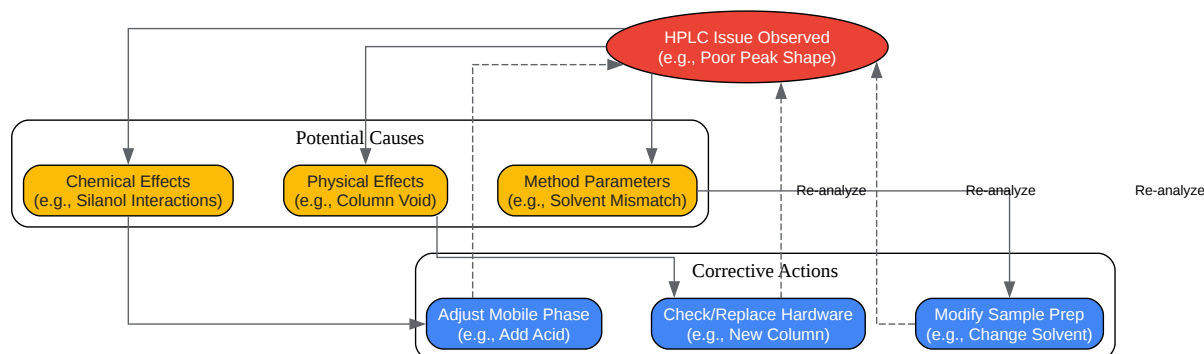 HPLC Issue Observed
(e.g., Poor Peak Shape)
Potential Causes
Chemical Effects
(e.g., Silanol Interactions)
Physical Effects
(e.g., Column Void)
Method Parameters
(e.g., Solvent Mismatch)
Re-analyze
Re-analyze
Re-analyze
Corrective Actions
Adjust Mobile Phase
(e.g., Add Acid)
Check/Replace Hardware
(e.g., New Column)
Modify Sample Prep
(e.g., Change Solvent)